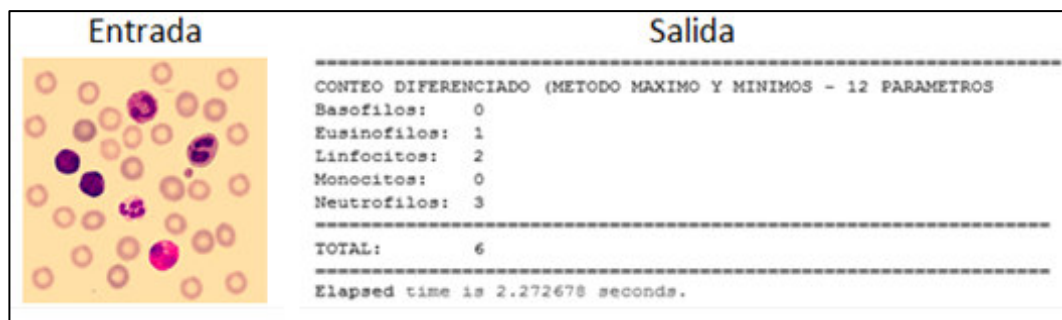 Entrada
Salida
CONTEO DIFERENCIADO (METODO MAXIMO Y MINIMOS - 12 PARAMETROS
Basofilos: 0
Eusinofilos: 1
Linfocitos: 2
Monocitos: 0
Neutrofilos: 3
TOTAL: 6
Elapsed time is 2.272678 seconds.